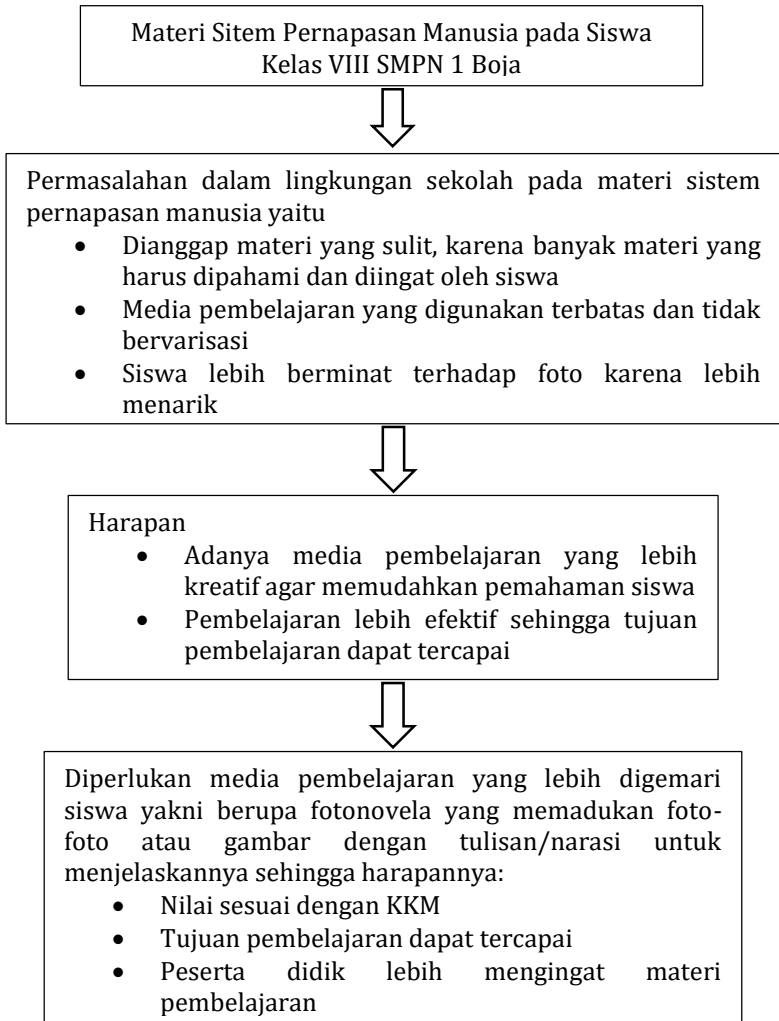 Materi Sitem Pernapasan Manusia pada Siswa
Kelas VIII SMPN 1 Boja
Permasalahan dalam lingkungan sekolah pada materi sistem
pernapasan manusia yaitu
• Dianggap materi yang sulit, karena banyak materi yang
harus dipahami dan diingat oleh siswa
• Media pembelajaran yang digunakan terbatas dan tidak
bervarisasi
• Siswa lebih berminat terhadap foto karena lebih
menarik
Harapan
• Adanya media pembelajaran yang lebih
kreatif agar memudahkan pemahaman siswa
• Pembelajaran lebih efektif sehingga tujuan
pembelajaran dapat tercapai
Diperlukan media pembelajaran yang lebih digemari
siswa yakni berupa fotonovela yang memadukan foto-
foto atau gambar dengan tulisan/narasi untuk
menjelaskannya sehingga harapannya:
• Nilai sesuai dengan KKM
• Tujuan pembelajaran dapat tercapai
• Peserta didik lebih mengingat materi
pembelajaran